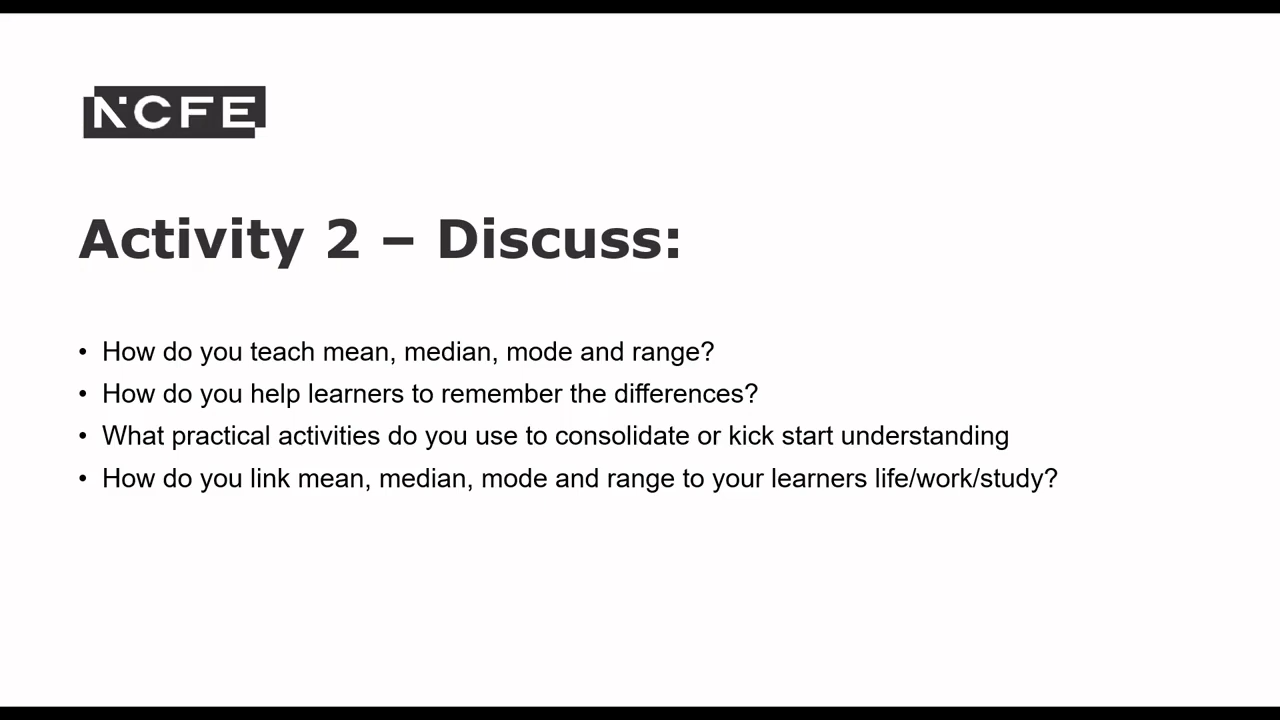 NCFE
Activity 2 – Discuss:
• How do you teach mean, median, mode and range?
• How do you help learners to remember the differences?
• What practical activities do you use to consolidate or kick start understanding
• How do you link mean, median, mode and range to your learners life/work/study?